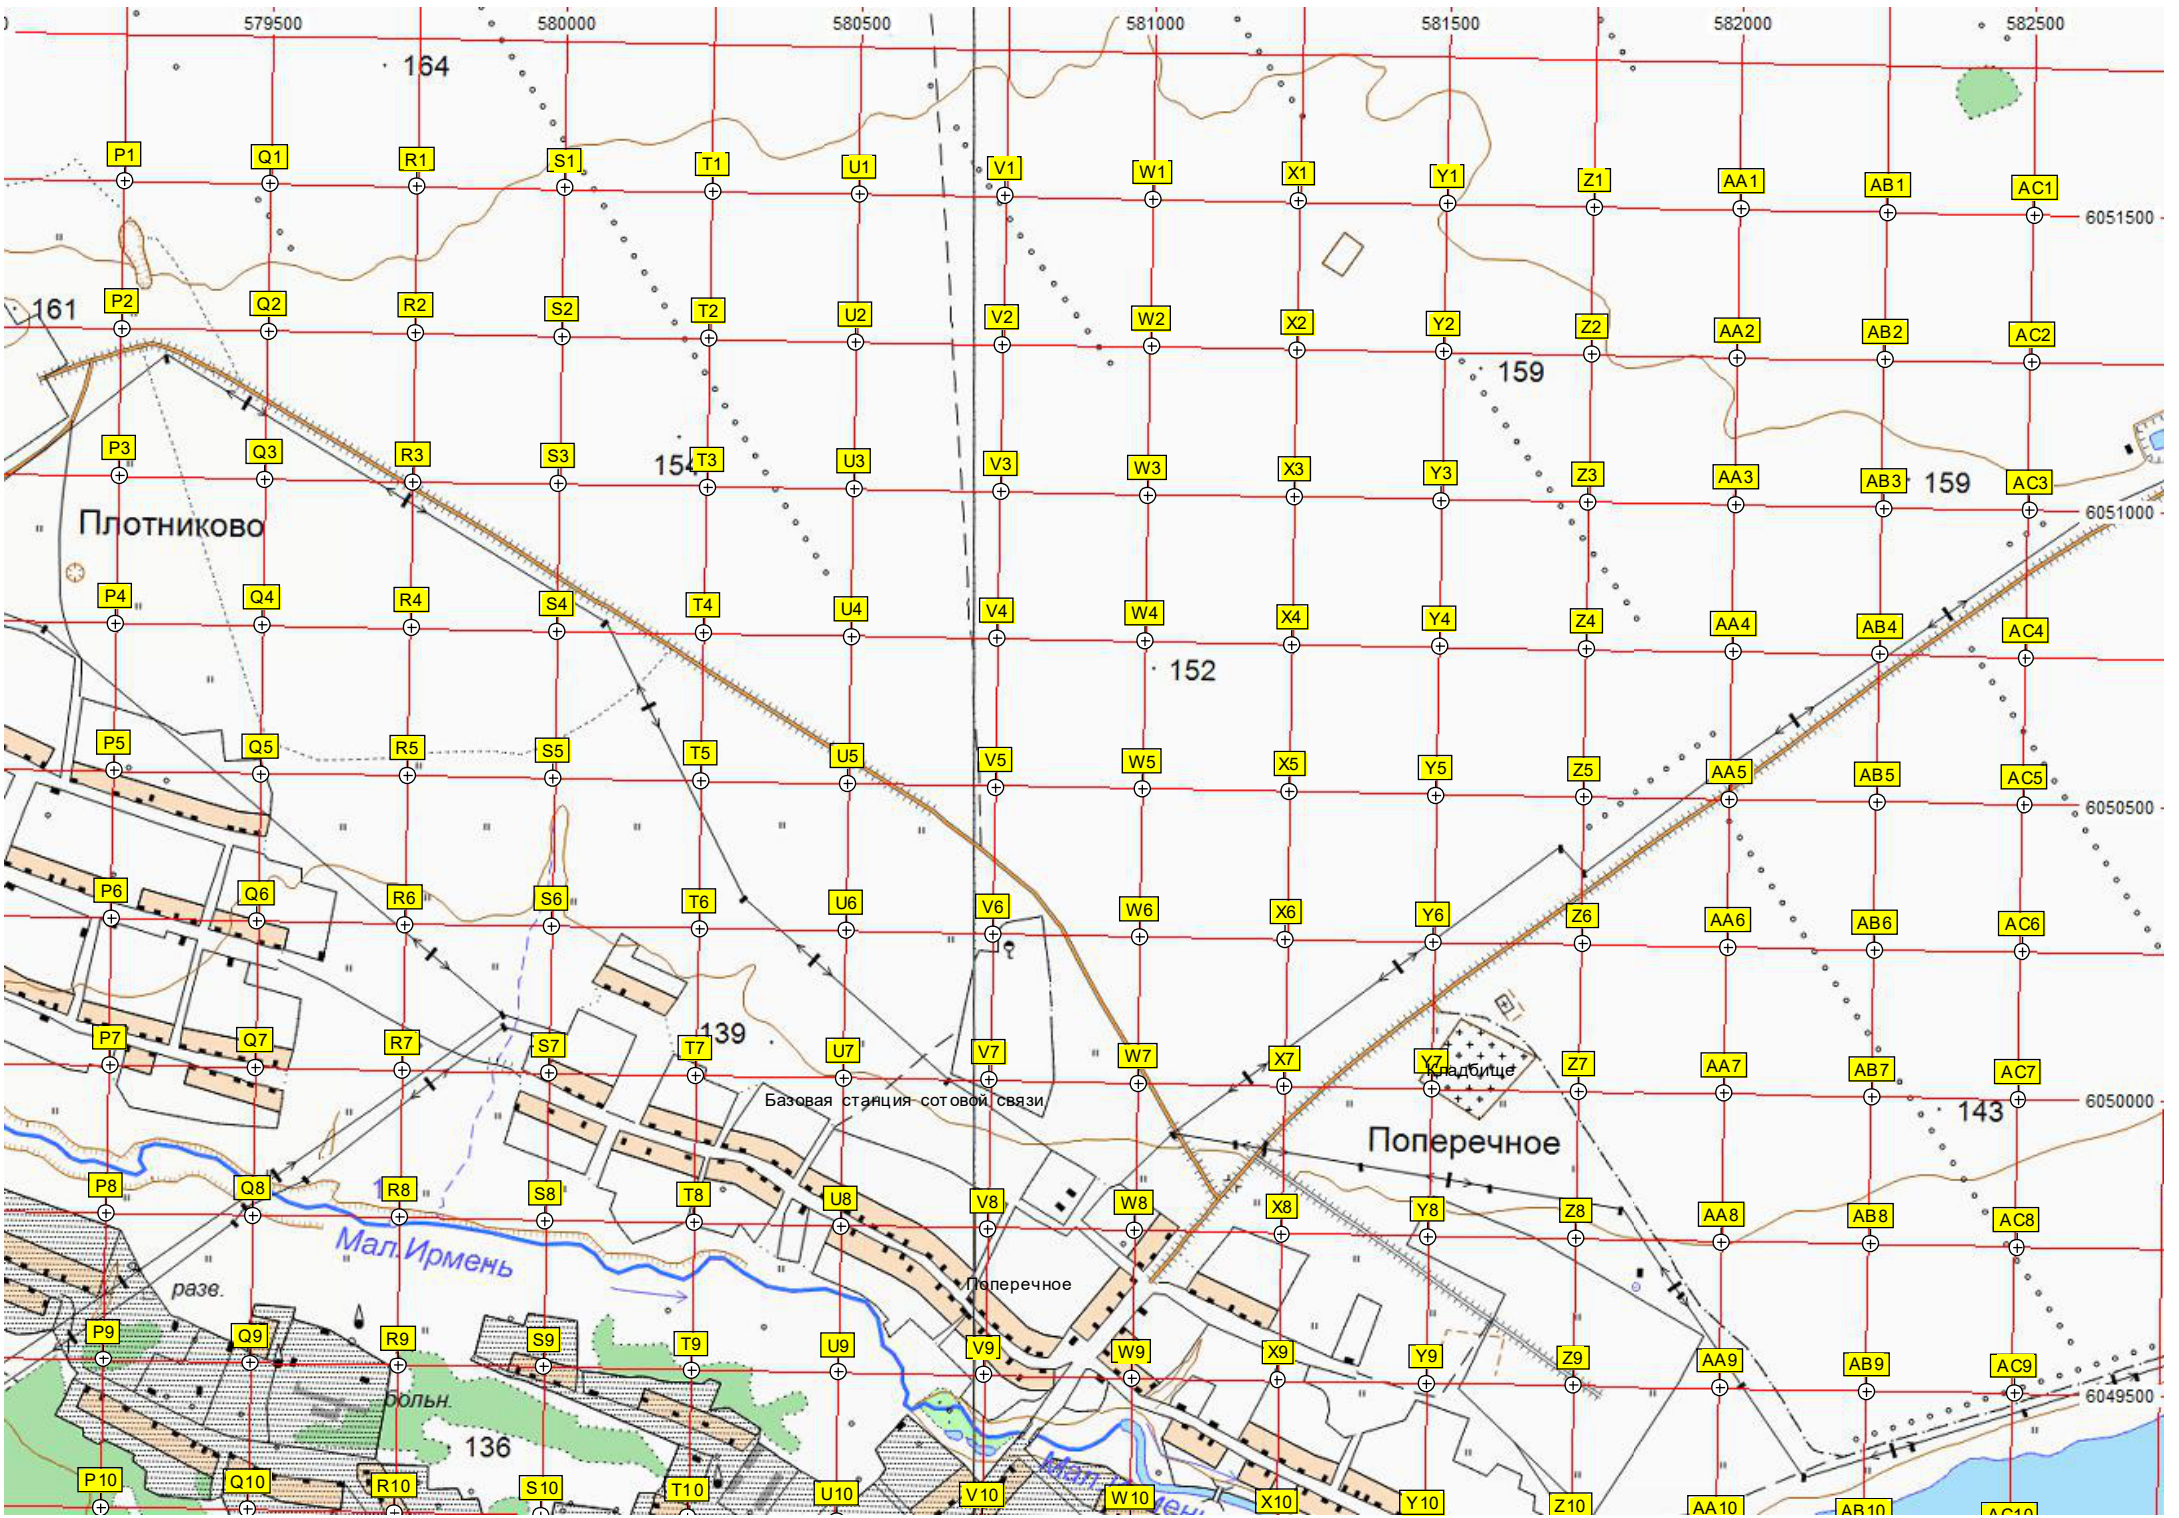 579500 580000 580500 581000 581500 582000 582500
164
P1 Q1 R1 S1 T1 U1 V1 W1 X1 Y1 Z1 AA1 AB1 AC1
6051500
161
P2 Q2 R2 S2 T2 U2 V2 W2 X2 Y2 Z2 AA2 AB2 AC2
159
P3 Q3 R3 S3 154 T3 U3 V3 W3 X3 Y3 Z3 AA3 AB3 159 AC3
6051000
Плотниково
P4 Q4 R4 S4 T4 U4 V4 W4 X4 Y4 Z4 AA4 AB4 AC4
152
P5 Q5 R5 S5 T5 U5 V5 W5 X5 Y5 Z5 AA5 AB5 AC5
6050500
P6 Q6 R6 S6 T6 U6 V6 W6 X6 Y6 Z6 AA6 AB6 AC6
139
P7 Q7 R7 S7 T7 U7 V7 W7 X7 Y7 Z7 AA7 AB7 AC7
Кладбище
Базовая станция сотовой связи
6050000
143
Поперечное
P8 Q8 R8 S8 T8 U8 V8 W8 X8 Y8 Z8 AA8 AB8 AC8
Мал.Ирмень
разв.
Поперечное
P9 Q9 R9 S9 T9 U9 V9 W9 X9 Y9 Z9 AA9 AB9 AC9
больн.
6049500
136
P10 Q10 R10 S10 T10 U10 V10 W10 X10 Y10 Z10 AA10 AB10 AC10